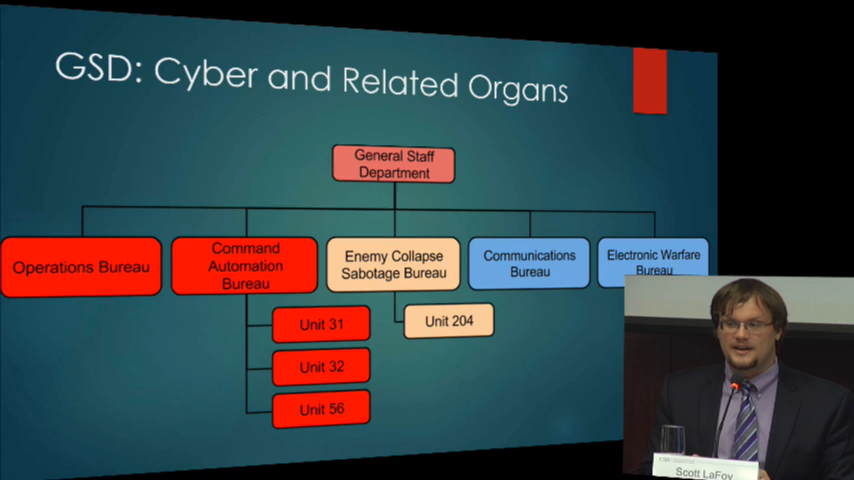 GSD: Cyber and Related Organs
General Staff
Department
Operations Bureau
Command
Automation
Bureau
Enemy Collapse
Sabotage Bureau
Communications
Bureau
Electronic Warfare
Bureau
Unit 31
Unit 204
Unit 32
Unit 56
Scott LaFoy